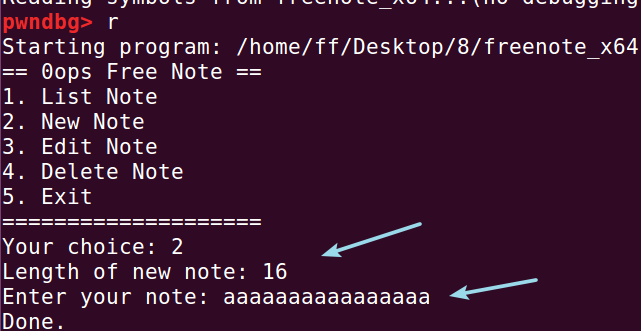 Reading symbols from freenote_x64...(no debugging
pwndbg> r
Starting program: /home/ff/Desktop/8/freenote_x64
== 0ops Free Note ==
1. List Note
2. New Note
3. Edit Note
4. Delete Note
5. Exit
====================
Your choice: 2
Length of new note: 16
Enter your note: aaaaaaaaaaaaaaaa
Done.